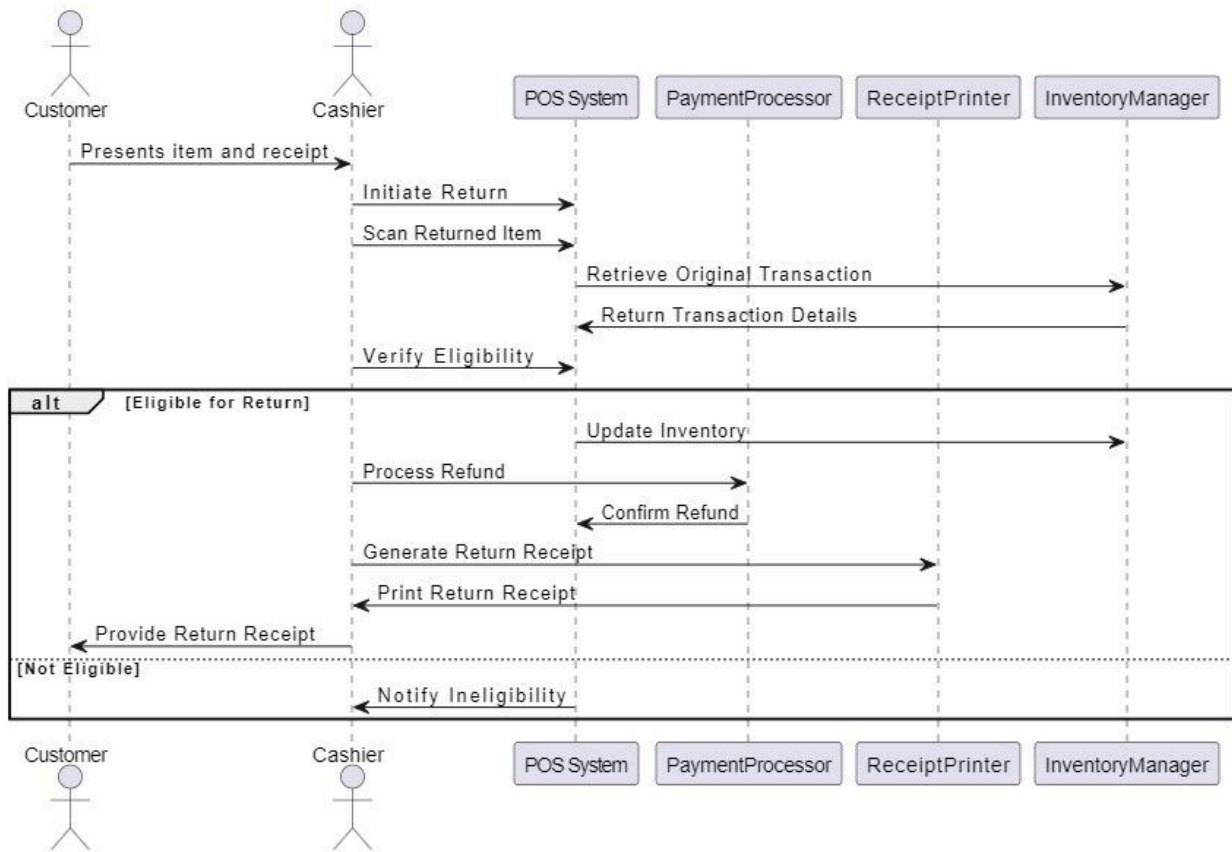 Customer
Cashier
POS System
PaymentProcessor
ReceiptPrinter
InventoryManager
Presents item and receipt
Initiate Return
Scan Returned Item
Retrieve Original Transaction
Return Transaction Details
Verify Eligibility
alt
[Eligible for Return]
Update Inventory
Process Refund
Confirm Refund
Generate Return Receipt
Print Return Receipt
Provide Return Receipt
[Not Eligible]
Notify Ineligibility
Customer
Cashier
POS System
PaymentProcessor
ReceiptPrinter
InventoryManager